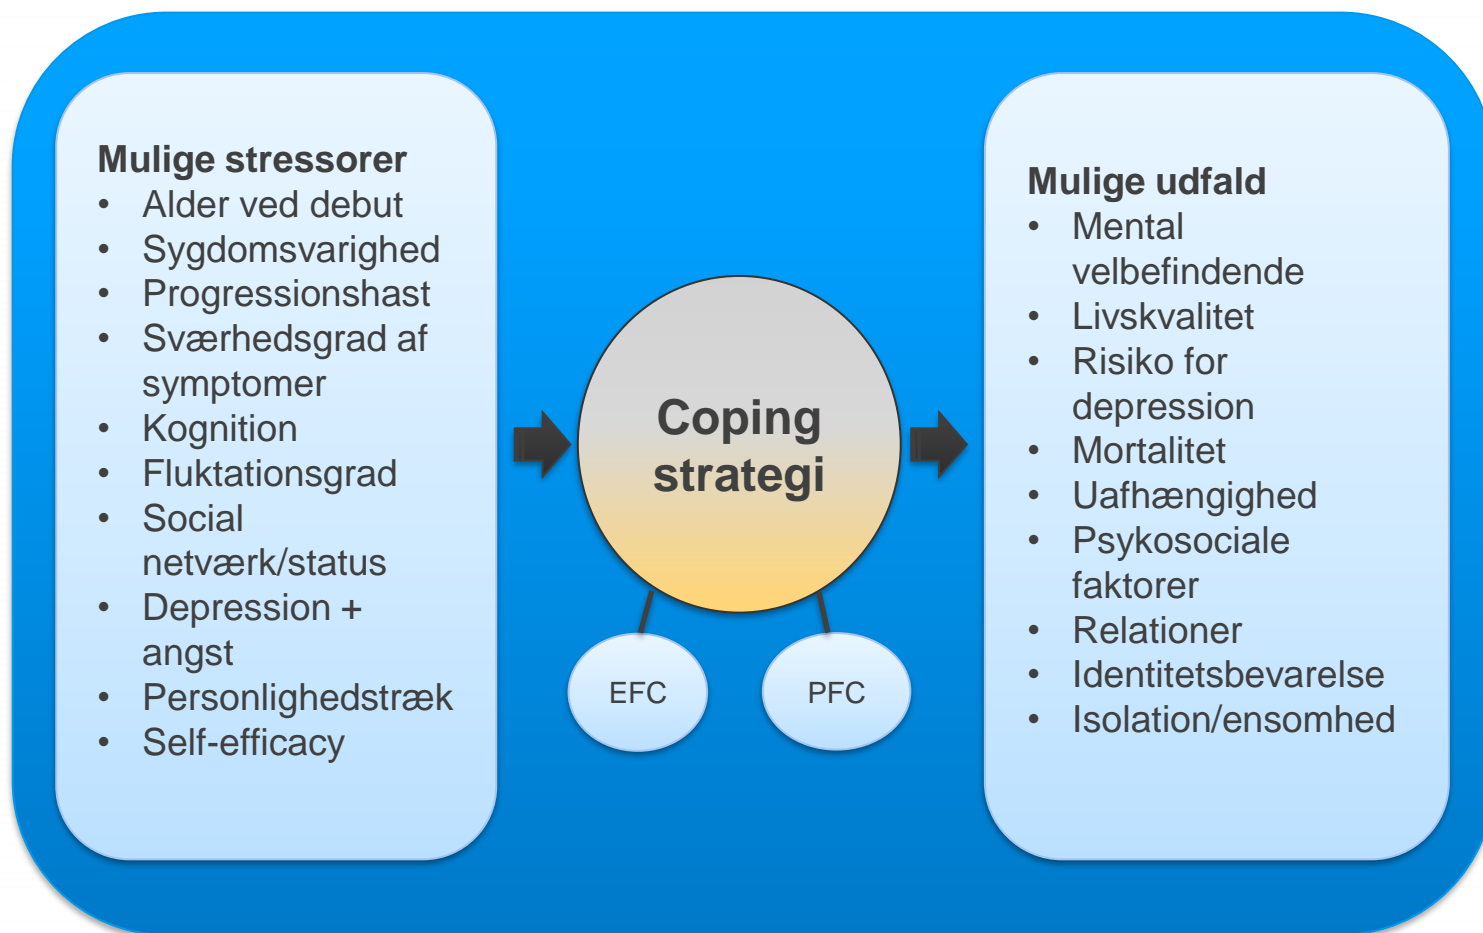 Mulige stressorer
• Alder ved debut
• Sygdomsvarighed
• Progressionshast
• Sværhedsgrad af
symptomer
• Kognition
• Fluktationsgrad
• Social
netværk/status
• Depression +
angst
• Personlighedstræk
• Self-efficacy
Coping
strategi
EFC
PFC
Mulige udfald
• Mental
velbefindende
• Livskvalitet
• Risiko for
depression
• Mortalitet
• Uafhængighed
• Psykosociale
faktorer
• Relationer
• Identitetsbevarelse
• Isolation/ensomhed